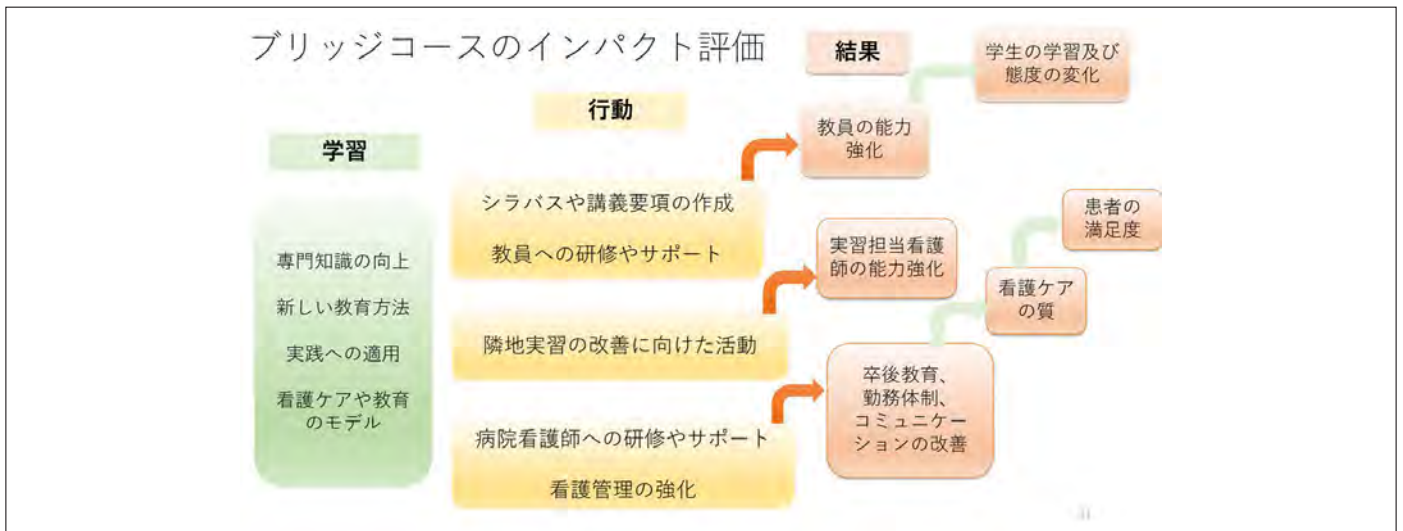 ブリッジコースのインパクト評価
学習
専門知識の向上
新しい教育方法
実践への適用
看護ケアや教育
のモデル
行動
シラバスや講義要項の作成
教員への研修やサポート
隣地実習の改善に向けた活動
病院看護師への研修やサポート
看護管理の強化
結果
教員の能力
強化
学生の学習及び
態度の変化
実習担当看護
師の能力強化
卒後教育、
勤務体制、
コミュニケー
ションの改善
看護ケア
の質
患者の
満足度